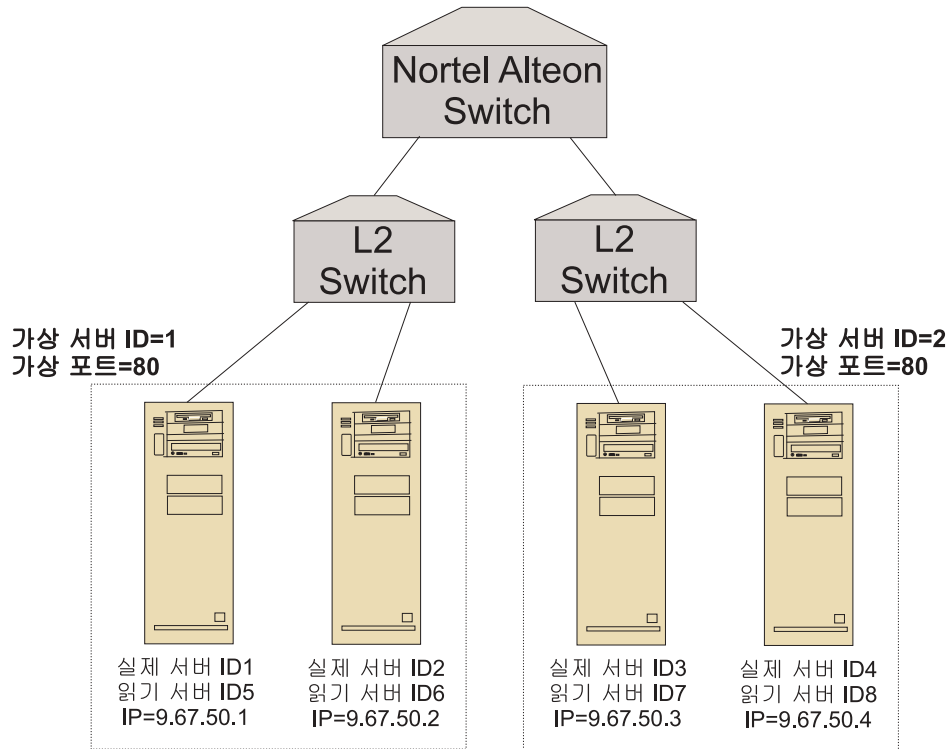 Nortel Alteon
Switch
L2
Switch
L2
Switch
가상 서버 ID=1
가상 포트=80
가상 서버 ID=2
가상 포트=80
실제 서버 ID1
읽기 서버 ID5
IP=9.67.50.1
실제 서버 ID2
읽기 서버 ID6
IP=9.67.50.2
실제 서버 ID3
읽기 서버 ID7
IP=9.67.50.3
실제 서버 ID4
읽기 서버 ID8
IP=9.67.50.4